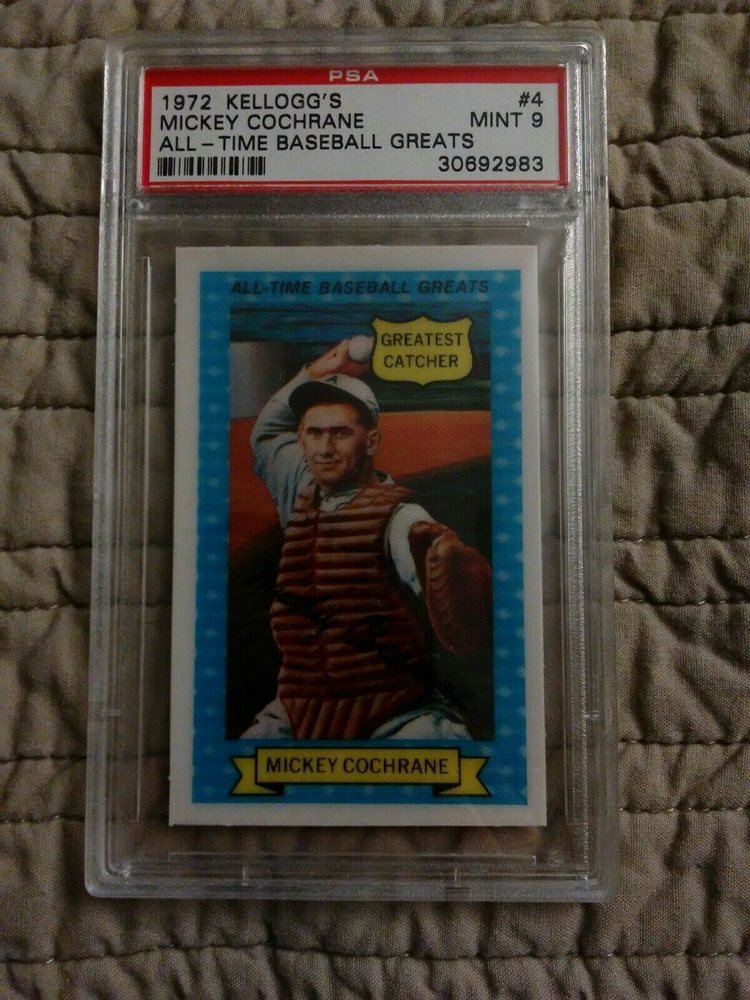 PSA
1972 KELLOGG'S #4
MICKEY COCHRANE MINT 9
ALL-TIME BASEBALL GREATS
30692983
ALL-TIME BASEBALL GREATS
GREATEST
CATCHER
A
MICKEY COCHRANE